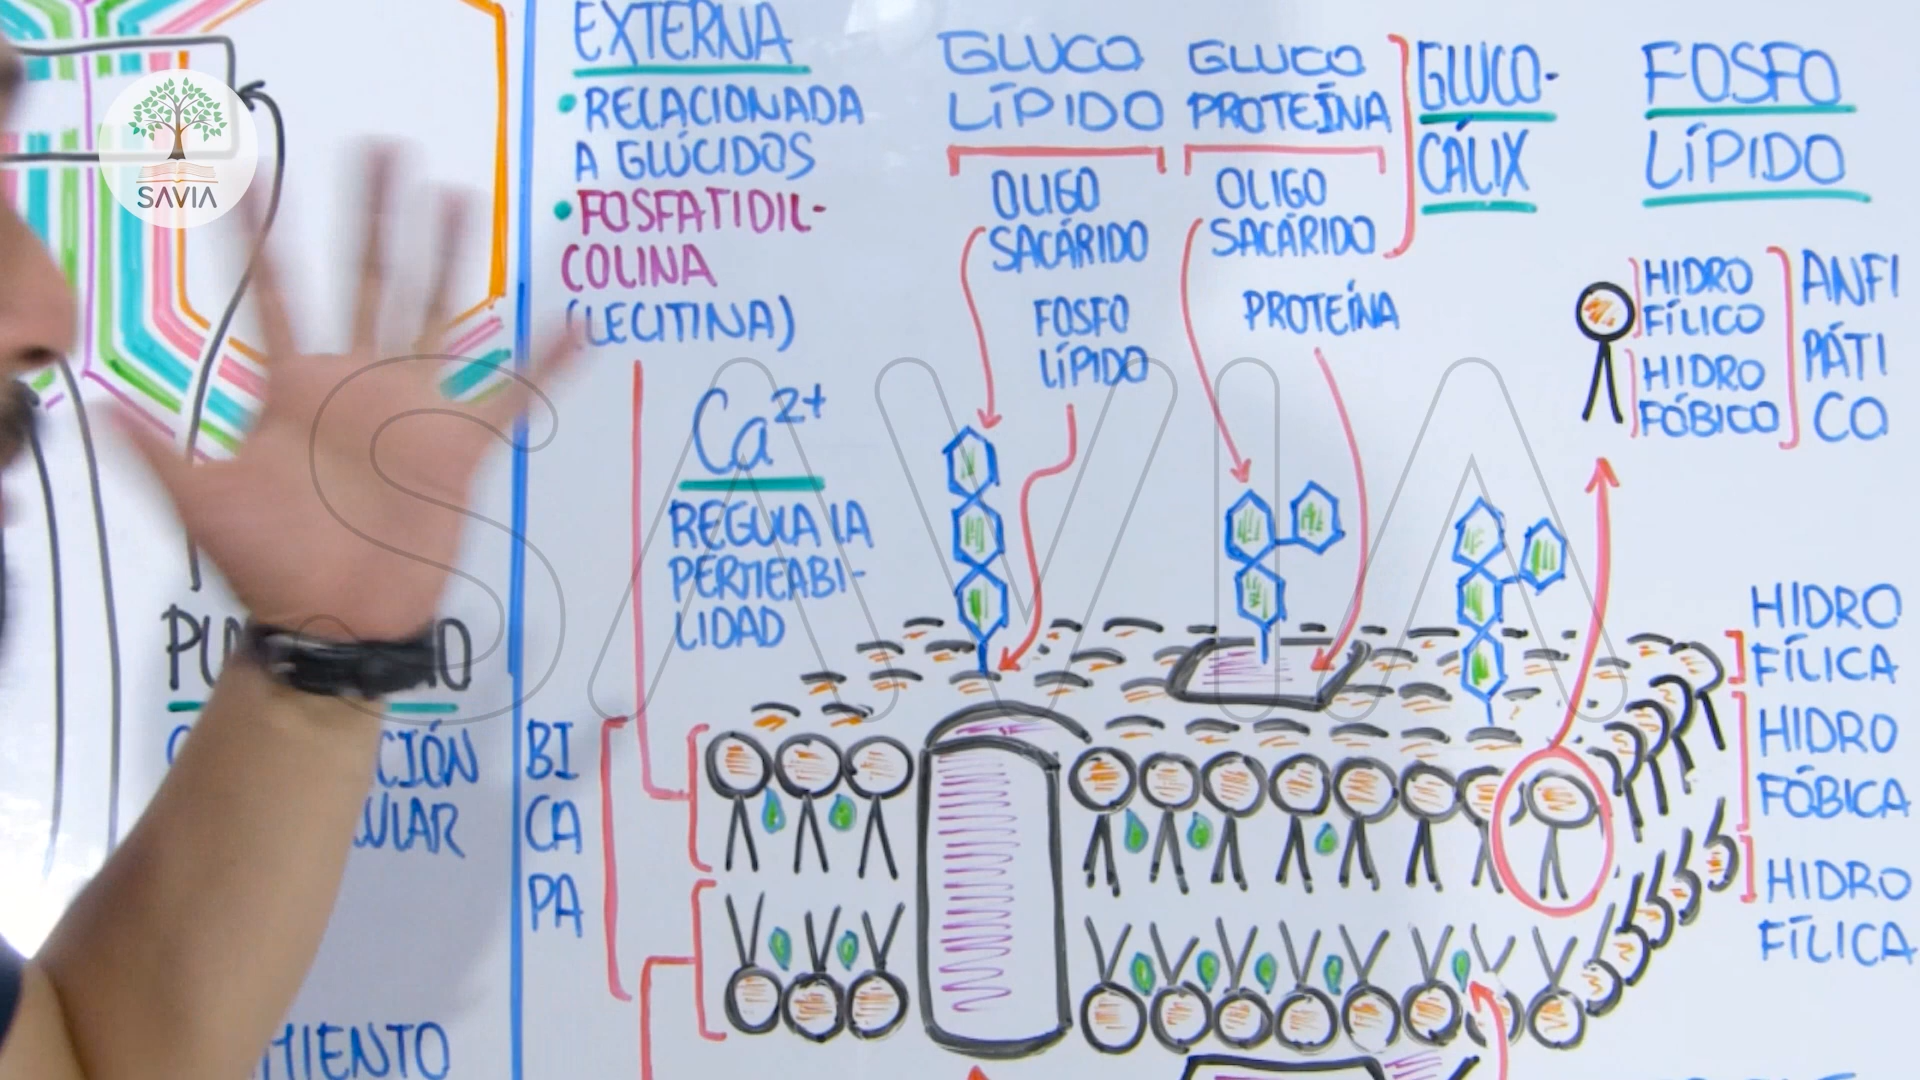 SAVIA
EXTERNA
• RELACIONADA
A GLÚCIDOS
• FOSFATIDIL-
COLINA
(LECITINA)
Ca²⁺
REGULA LA
PERMEABI-
LIDAD
BI
CA
PA
GLUCO
LÍPIDO
OLIGO
SACÁRIDO
FOSFO
LÍPIDO
GLUCO
PROTEÍNA
OLIGO
SACÁRIDO
PROTEÍNA
GLUCO-
CÁLIX
FOSFO
LÍPIDO
HIDRO
FÍLICO
HIDRO
FÓBICO
ANFI
PÁTI
CO
HIDRO
FÍLICA
HIDRO
FÓBICA
HIDRO
FÍLICA
SAVIA